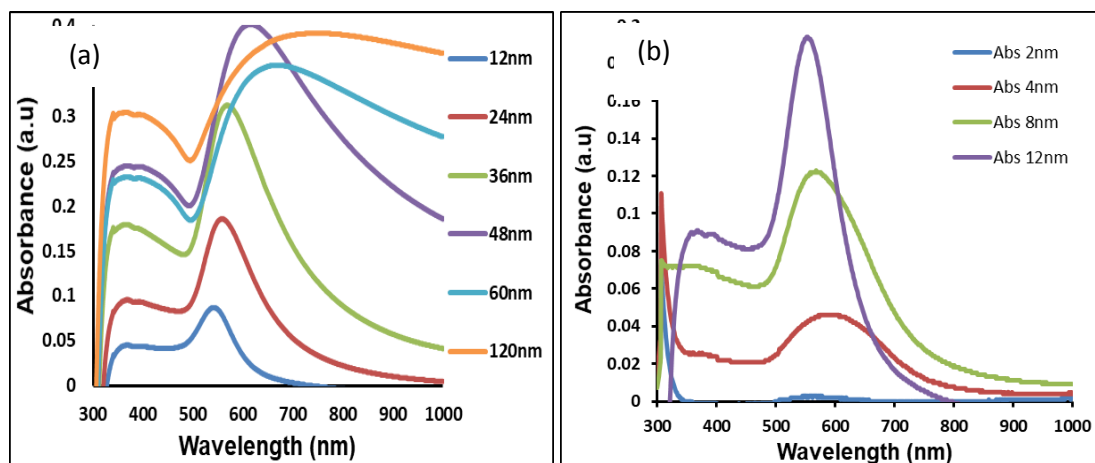 (a)
0.4
0.3
0.25
0.2
0.15
0.1
0.05
0
Absorbance (a.u)
300 400 500 600 700 800 900 1000
Wavelength (nm)
12nm
24nm
36nm
48nm
60nm
120nm
(b)
0.16
0.14
0.12
0.1
0.08
0.06
0.04
0.02
0
Absorbance (a.u)
300 400 500 600 700 800 900 1000
Wavelength (nm)
Abs 2nm
Abs 4nm
Abs 8nm
Abs 12nm